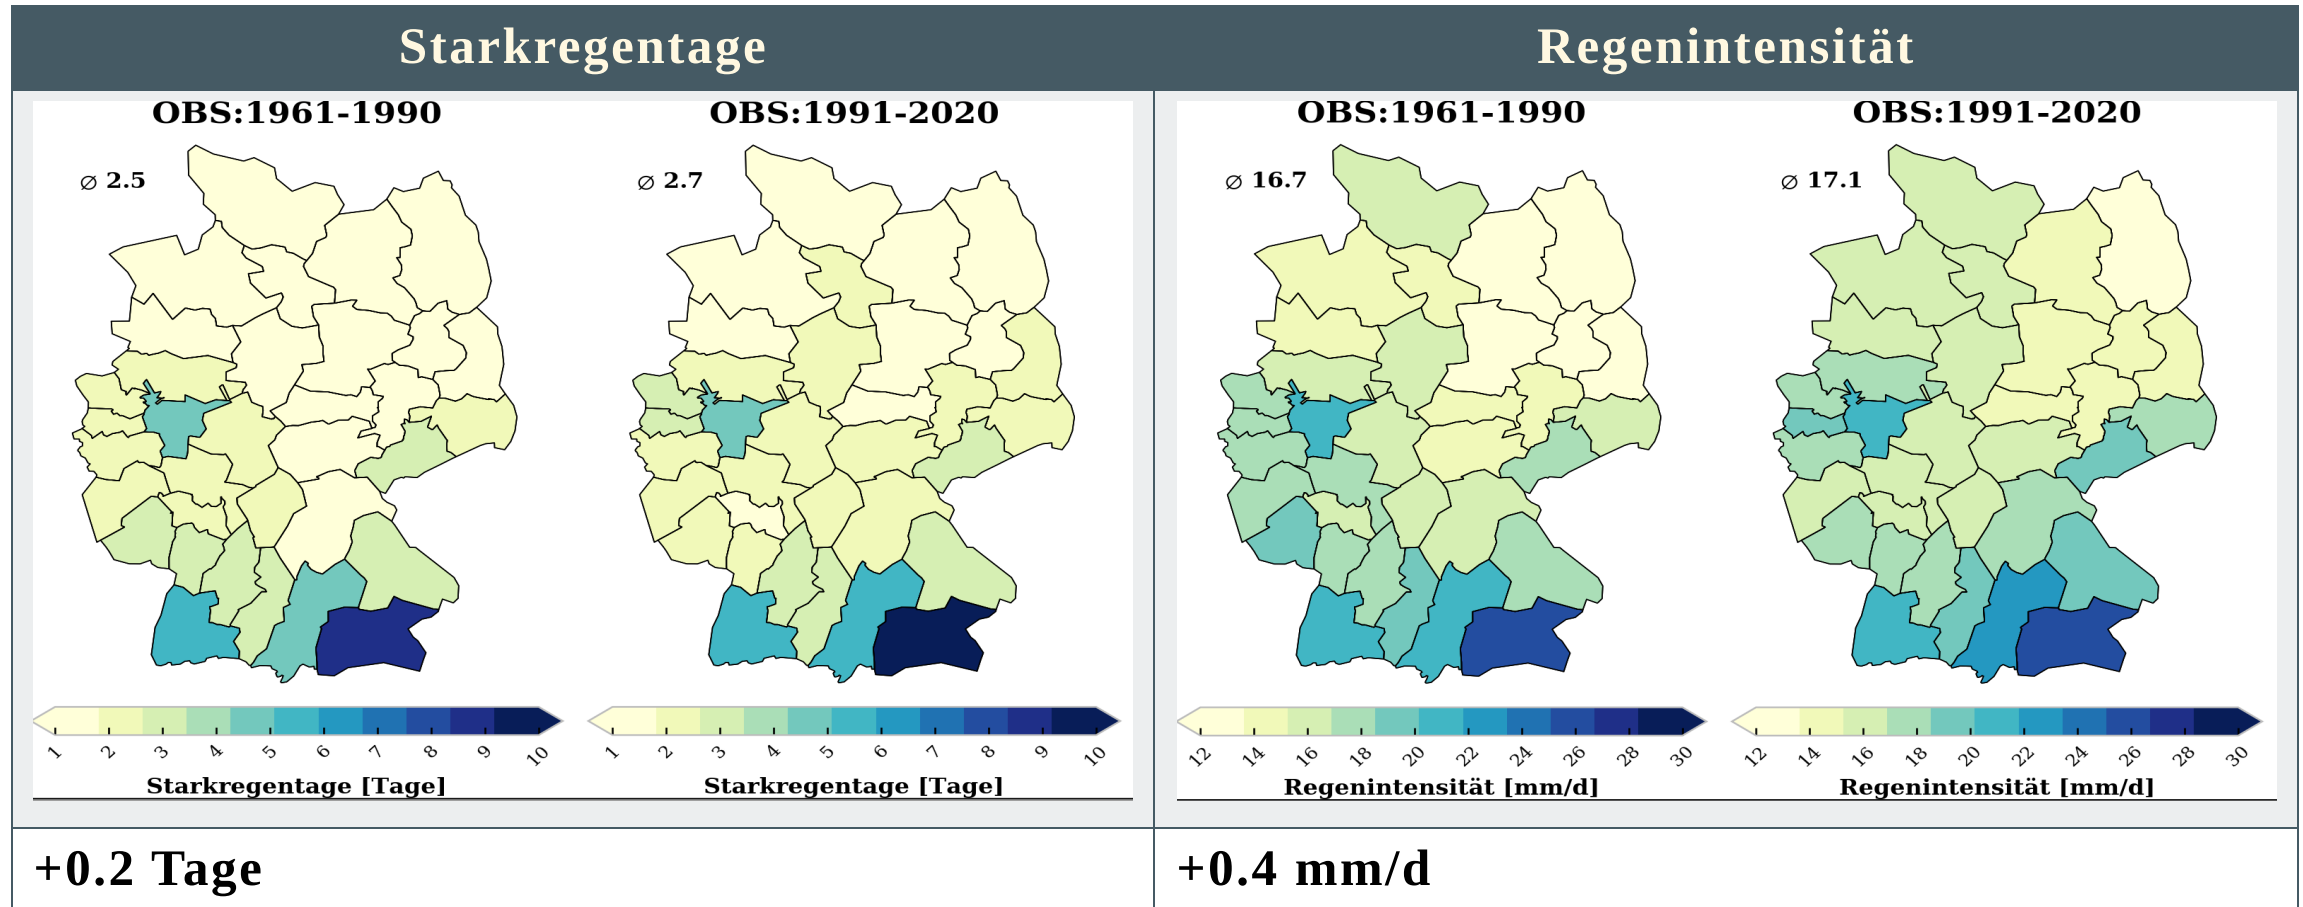 Starkregentage
Regenintensität
OBS:1961-1990
OBS:1991-2020
OBS:1961-1990
OBS:1991-2020
∅ 2.5
∅ 2.7
∅ 16.7
∅ 17.1
1 2 3 4 5 6 7 8 9 10
1 2 3 4 5 6 7 8 9 10
12 14 16 18 20 22 24 26 28 30
12 14 16 18 20 22 24 26 28 30
Starkregentage [Tage]
Starkregentage [Tage]
Regenintensität [mm/d]
Regenintensität [mm/d]
+0.2 Tage
+0.4 mm/d